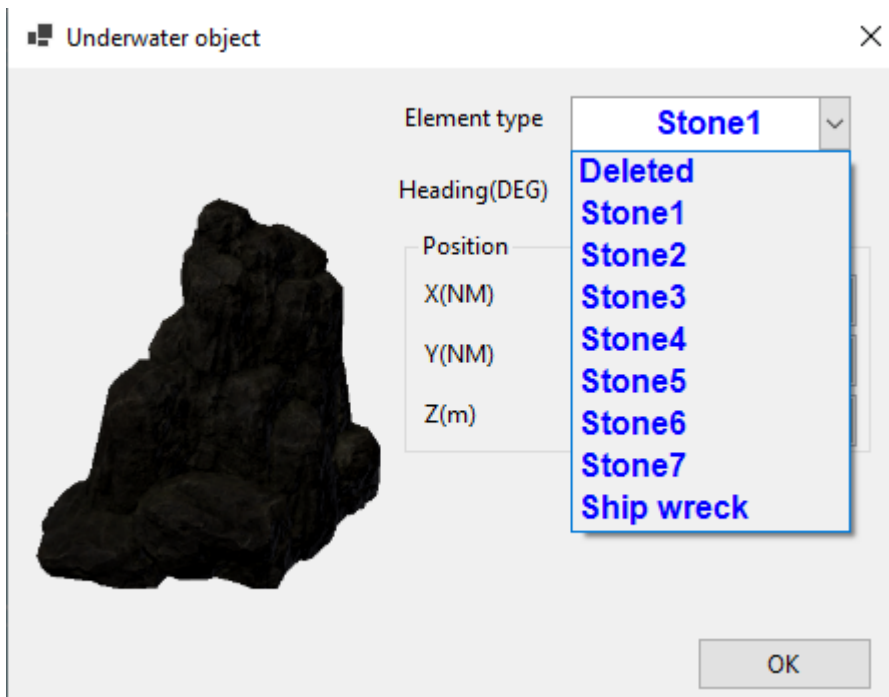 Underwater object
Element type
Stone1
Heading(DEG)
Deleted
Stone1
Stone2
Stone3
Stone4
Stone5
Stone6
Stone7
Ship wreck
Position
X(NM)
Y(NM)
Z(m)
OK